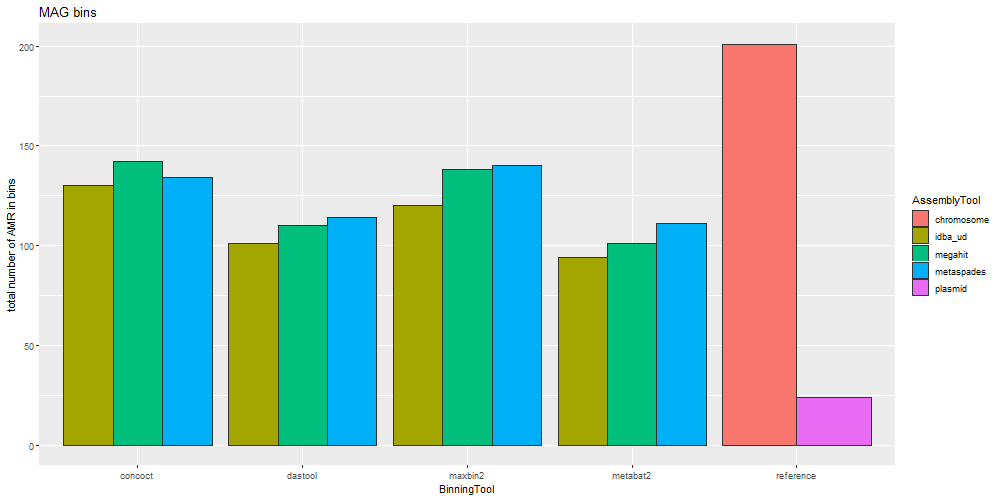 MAG bins
total number of AMR in bins
200
150
100
50
0
concoct
dastool
maxbin2
metabat2
reference
BinningTool
AssemblyTool
chromosome
idba_ud
megahit
metaspades
plasmid